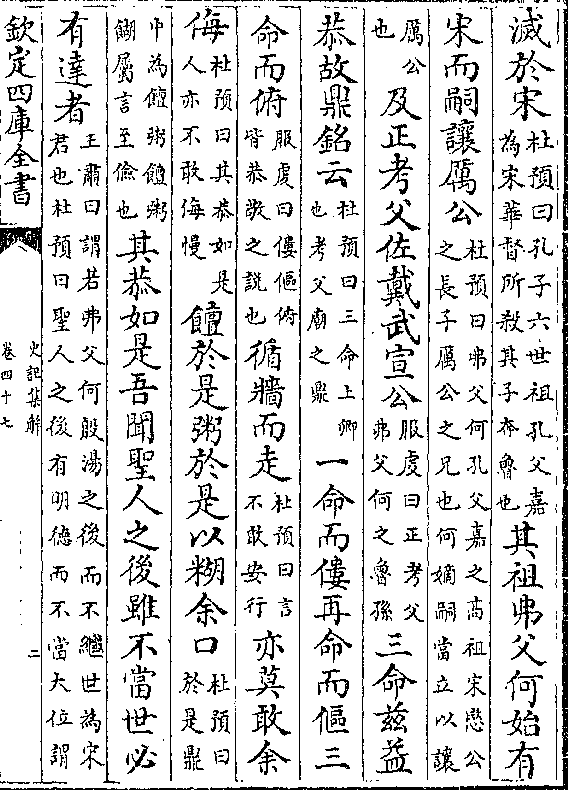 滅於宋杜預曰孔子六世祖孔父嘉為宋華督所殺其子奔魯也其祖弗父何始有
宋而嗣讓厲公杜預曰弗父何孔父嘉之高祖宋愍公之長子厲公之兄也何嫡嗣當立以讓
厲公也及正考父佐戴武宣公服虔曰正考父弗父何之魯孫三命兹益
恭故鼎銘云杜預曰三命上卿也考父廟之鼎一命而僂再命而傴三
命而俯服虔曰僂傴俯皆恭敬之說也循牆而走杜預曰言不敢安行亦莫敢余
侮杜預曰其恭如是人亦不敢侮慢饘於是粥於是以糊余口杜預曰於是鼎
中為饘粥饘粥餬屬言至儉也其恭如是吾聞聖人之後雖不當世必
有達者王肅曰謂若弗父何殷湯之後而不繼世為宋君也杜預曰聖人之後有明德而不當大位謂
欽定四庫全書
史記集解
卷四十七
二